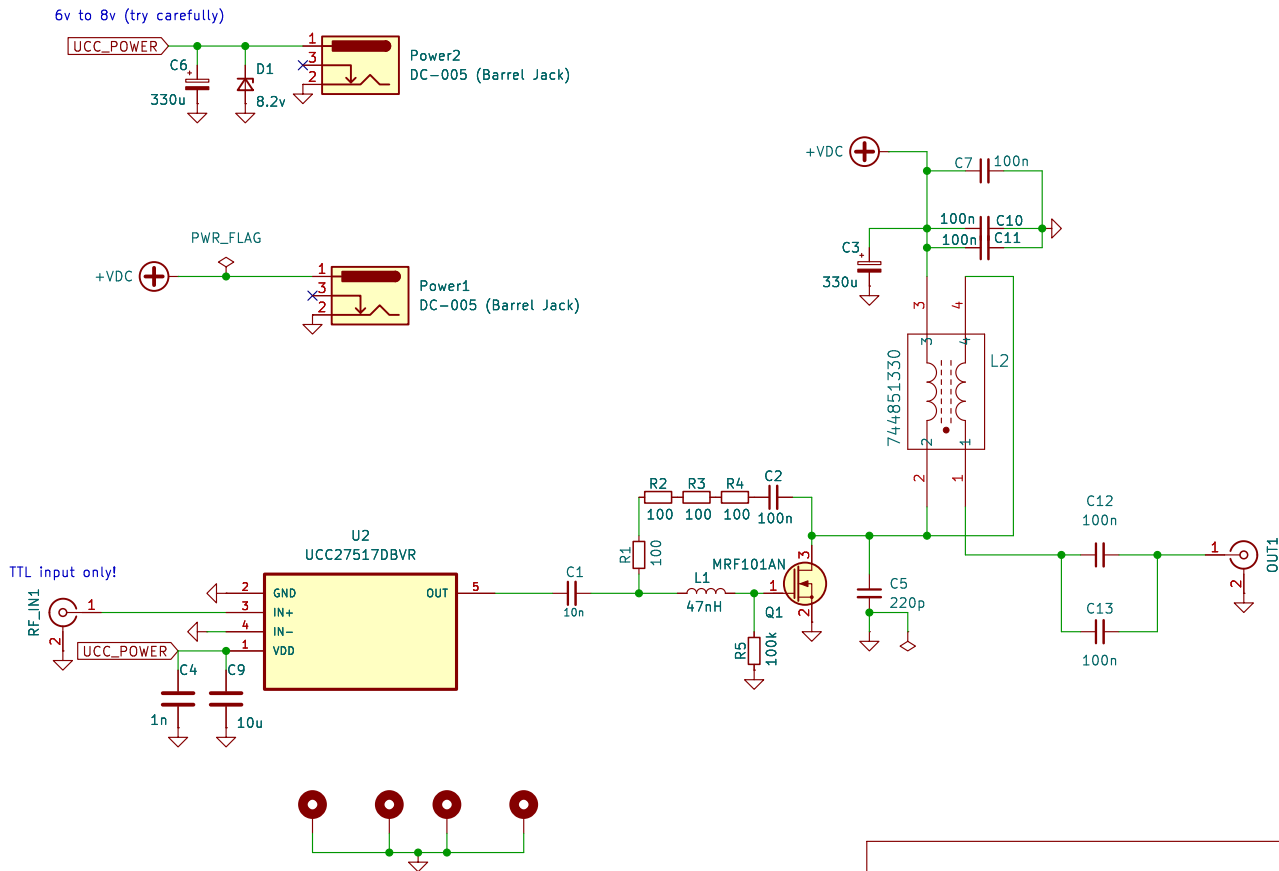 6v to 8v (try carefully)
UCC_POWER
C6
330u
D1
8.2v
1
3
2
Power2
DC-005 (Barrel Jack)
PWR_FLAG
+VDC
1
3
2
Power1
DC-005 (Barrel Jack)
+VDC
C7
100n
100n
C10
100n
C11
C3
330u
3
4
3
4
L2
744851330
2
1
2
1
R2
R3
R4
C2
100
100
100
100n
R1
100
MRF101AN
3
1
2
Q1
L1
47nH
R5
100k
C5
220p
C12
100n
C13
100n
1
2
OUT1
U2
UCC27517DBVR
TTL input only!
RF_IN1
1
2
2
GND
3
IN+
4
IN-
1
VDD
OUT
5
C1
10n
UCC_POWER
C4
1n
C9
10u